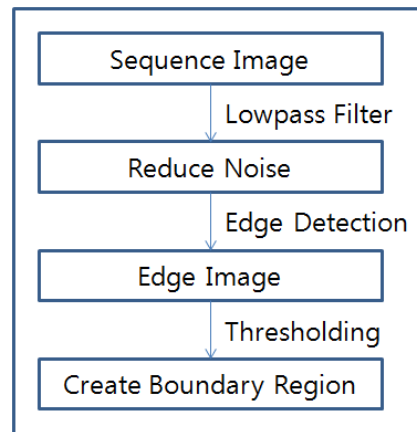 Sequence Image
Lowpass Filter
Reduce Noise
Edge Detection
Edge Image
Thresholding
Create Boundary Region